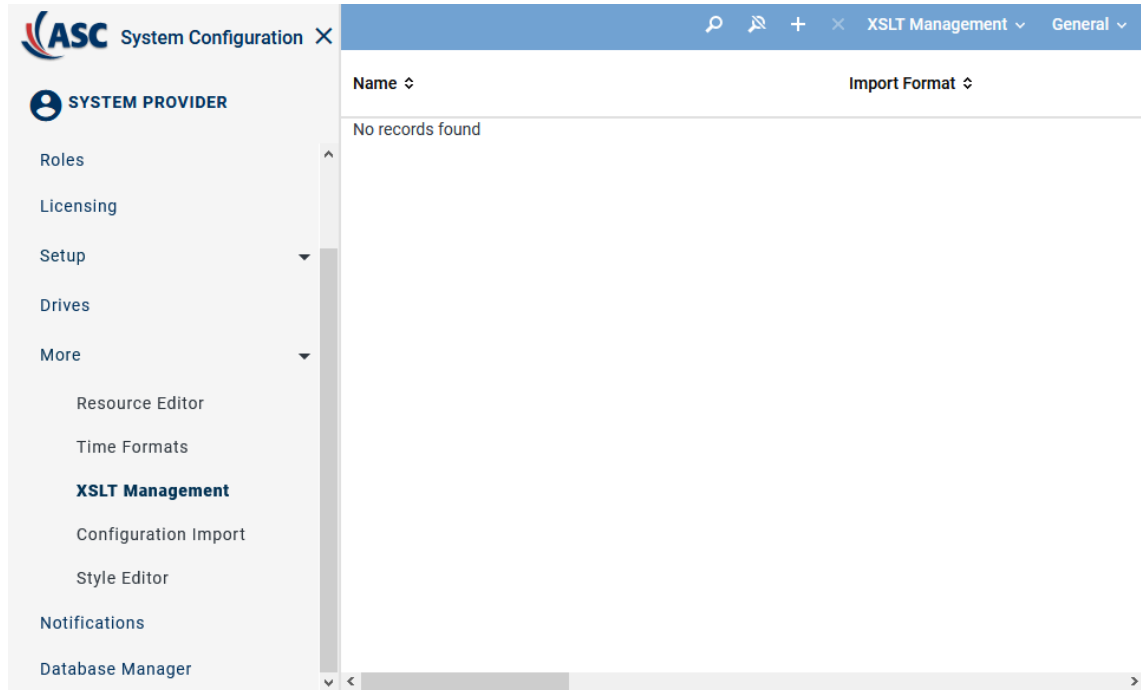 ASC System Configuration
XSLT Management General
SYSTEM PROVIDER
Name Import Format
No records found
Roles
Licensing
Setup
Drives
More
Resource Editor
Time Formats
XSLT Management
Configuration Import
Style Editor
Notifications
Database Manager